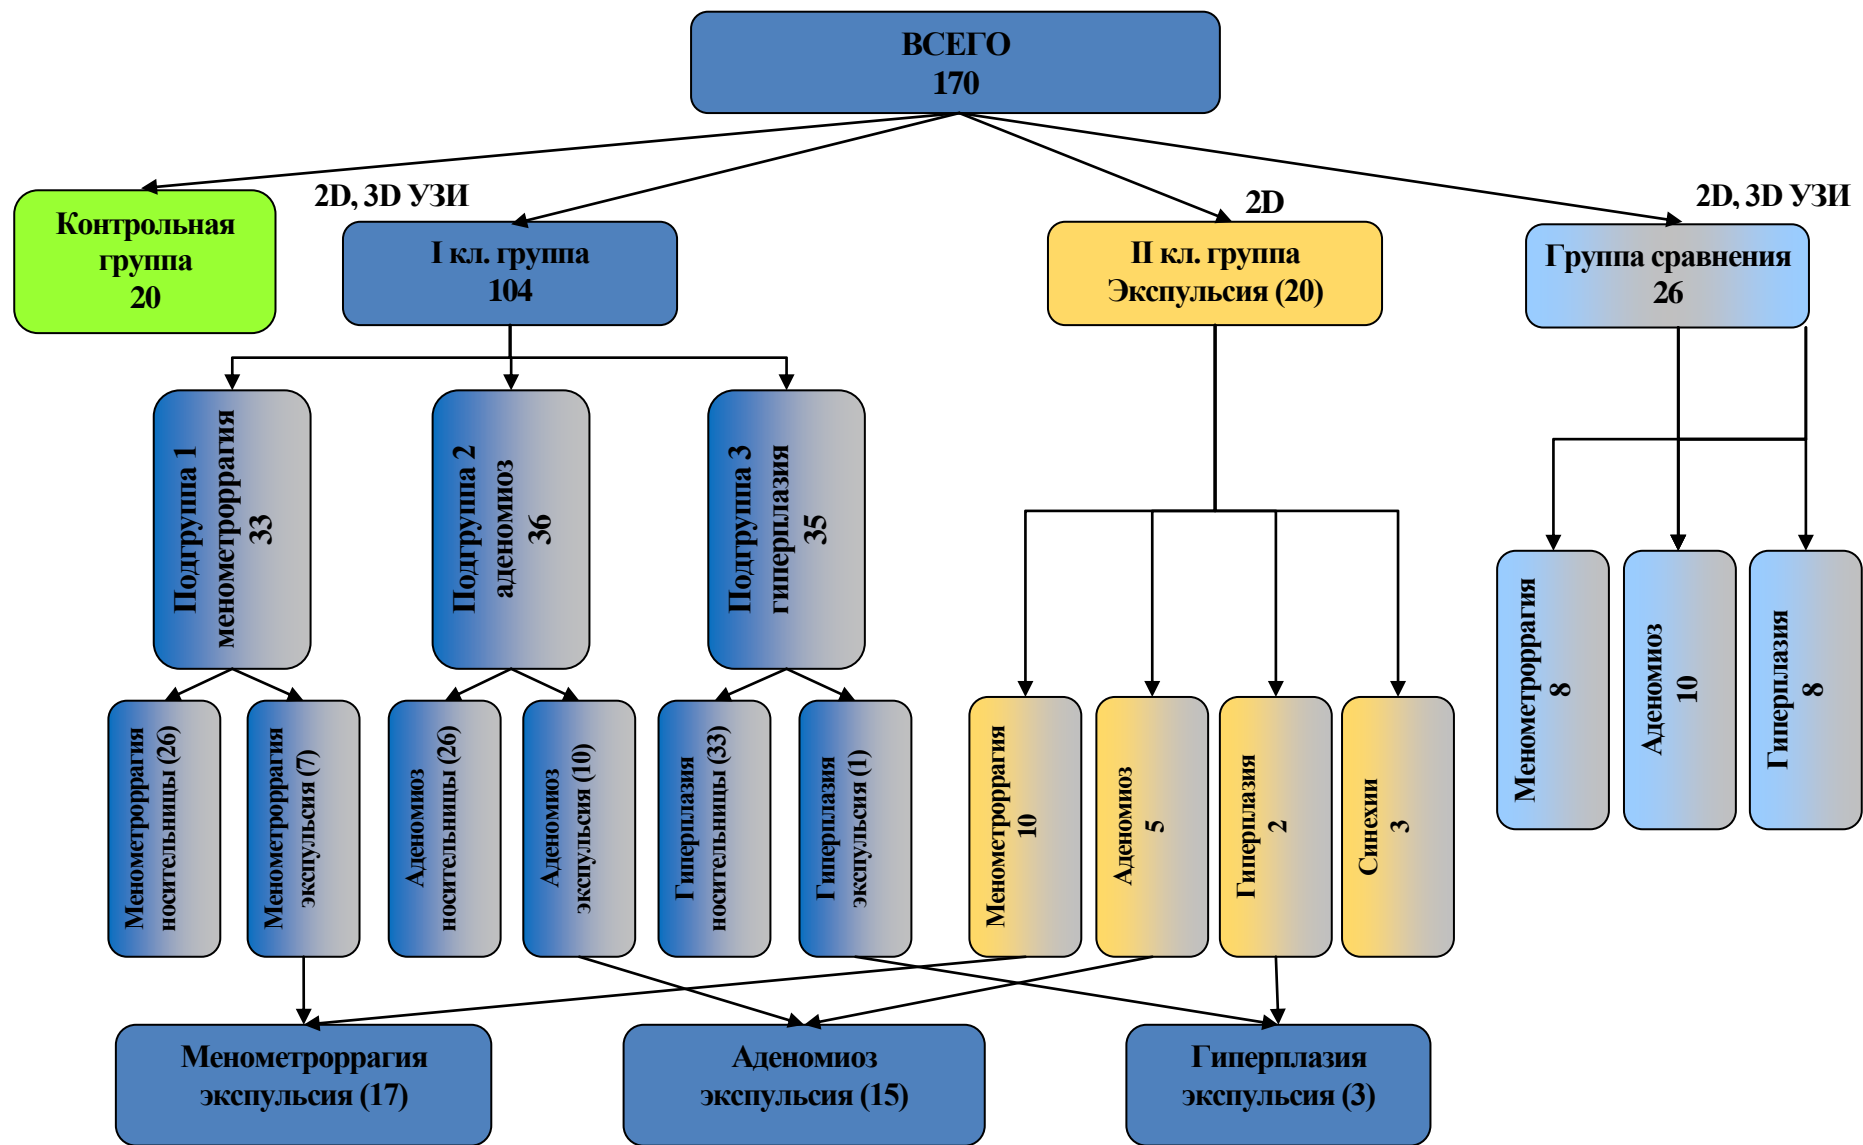 ВСЕГО
170
2D, 3D УЗИ
2D
2D, 3D УЗИ
Контрольная
группа
20
I кл. группа
104
II кл. группа
Экспульсия (20)
Группа сравнения
26
Подгруппа 1
менометроррагия
33
Подгруппа 2
аденомиоз
36
Подгруппа 3
гиперплазия
35
Менометроррагия
8
Аденомиоз
10
Гиперплазия
8
Менометроррагия
носительницы (26)
Менометроррагия
экспульсия (7)
Аденомиоз
носительницы (26)
Аденомиоз
экспульсия (10)
Гиперплазия
носительницы (33)
Гиперплазия
экспульсия (1)
Менометроррагия
10
Аденомиоз
5
Гиперплазия
2
Синехии
3
Менометроррагия
экспульсия (17)
Аденомиоз
экспульсия (15)
Гиперплазия
экспульсия (3)